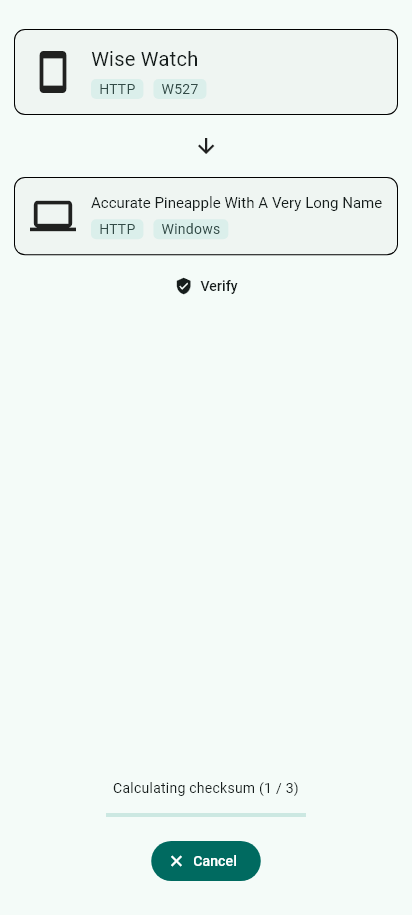 Wise Watch
HTTP W527
Accurate Pineapple With A Very Long Name
HTTP Windows
Verify
Calculating checksum (1 / 3)
Cancel